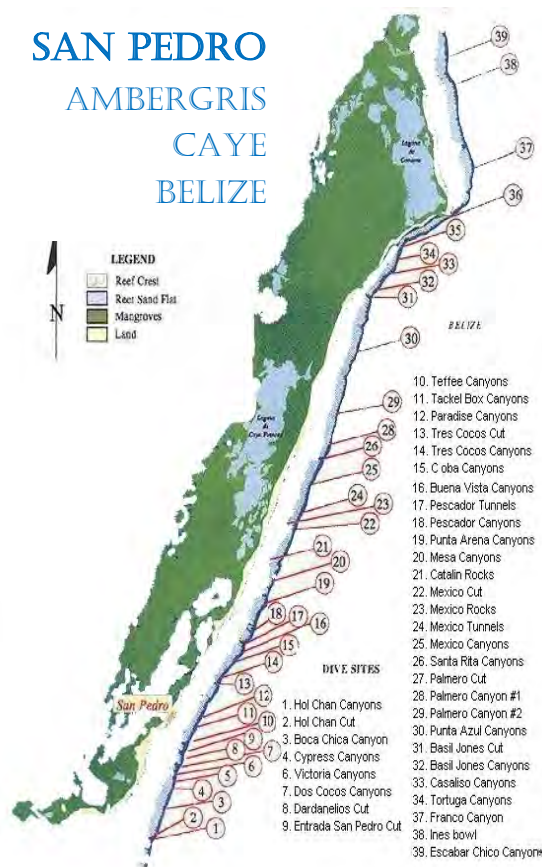 SAN PEDRO
AMBERGRIS
CAYE
BELIZE
LEGEND
Reef Crest
Reef Sand Flat
Mangroves
Land
N
Laguna
de
San Pedro
BELIZE
39
38
37
36
35
34
33
32
31
30
29
28
26
25
24
23
22
21
20
19
18
17
16
15
14
13
12
11
10
9
8
7
6
5
4
3
2
1
DIVE SITES
1. Hol Chan Canyons
2. Hol Chan Cut
3. Boca Chica Canyon
4. Cypress Canyons
6. Victoria Canyons
7. Dos Cocos Canyons
8. Dardanelios Cut
9. Entrada San Pedro Cut
10. Teffee Canyons
11. Tackel Box Canyons
12. Paradise Canyons
13. Tres Cocos Cut
14. Tres Cocos Canyons
15. C oba Canyons
16. Buena Vista Canyons
17. Pescador Tunnels
18. Pescador Canyons
19. Punta Arena Canyons
20. Mesa Canyons
21. Catalin Rocks
22. Mexico Cut
23. Mexico Rocks
24. Mexico Tunnels
25. Mexico Canyons
26. Santa Rita Canyons
27. Palmero Cut
28. Palmero Canyon #1
29. Palmero Canyon #2
30. Punta Azul Canyons
31. Basil Jones Cut
32. Basil Jones Canyons
33. Casaliso Canyons
34. Tortuga Canyons
37. Franco Canyon
38. Ines bowl
39. Escabar Chico Canyons